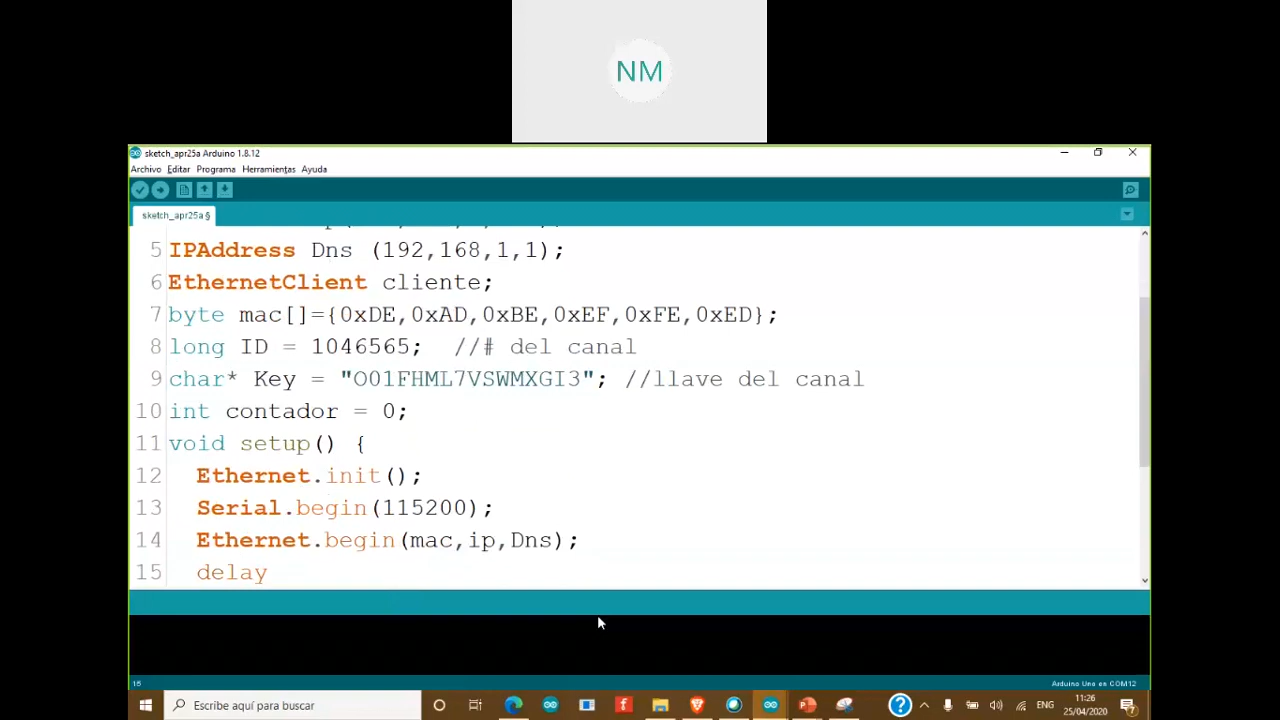 NM
sketch_apr25a Arduino 1.8.12
Archivo Editar Programa Herramientas Ayuda
sketch_apr25a §
5 IPAddress Dns (192,168,1,1);
6 EthernetClient cliente;
7 byte mac[]={0xDE,0xAD,0xBE,0xEF,0xFE,0xED};
8 long ID = 1046565; //# del canal
9 char* Key = "O01FHML7VSWMXGI3"; //llave del canal
10 int contador = 0;
11 void setup() {
12 Ethernet.init();
13 Serial.begin(115200);
14 Ethernet.begin(mac,ip,Dns);
15 delay
Arduino Uno en COM12
Escribe aquí para buscar
ENG
11:26
25/04/2020